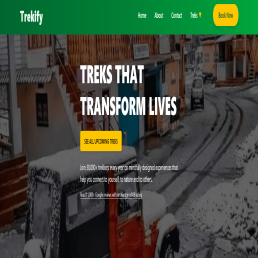 Trekify
Home About Contact Treks
Book Now
TREKS THAT
TRANSFORM LIVES
SEE ALL UPCOMING TREKS
Join 30,000+ trekkers every year on mindfully designed experiences that
help you connect to yourself, to nature and to others.